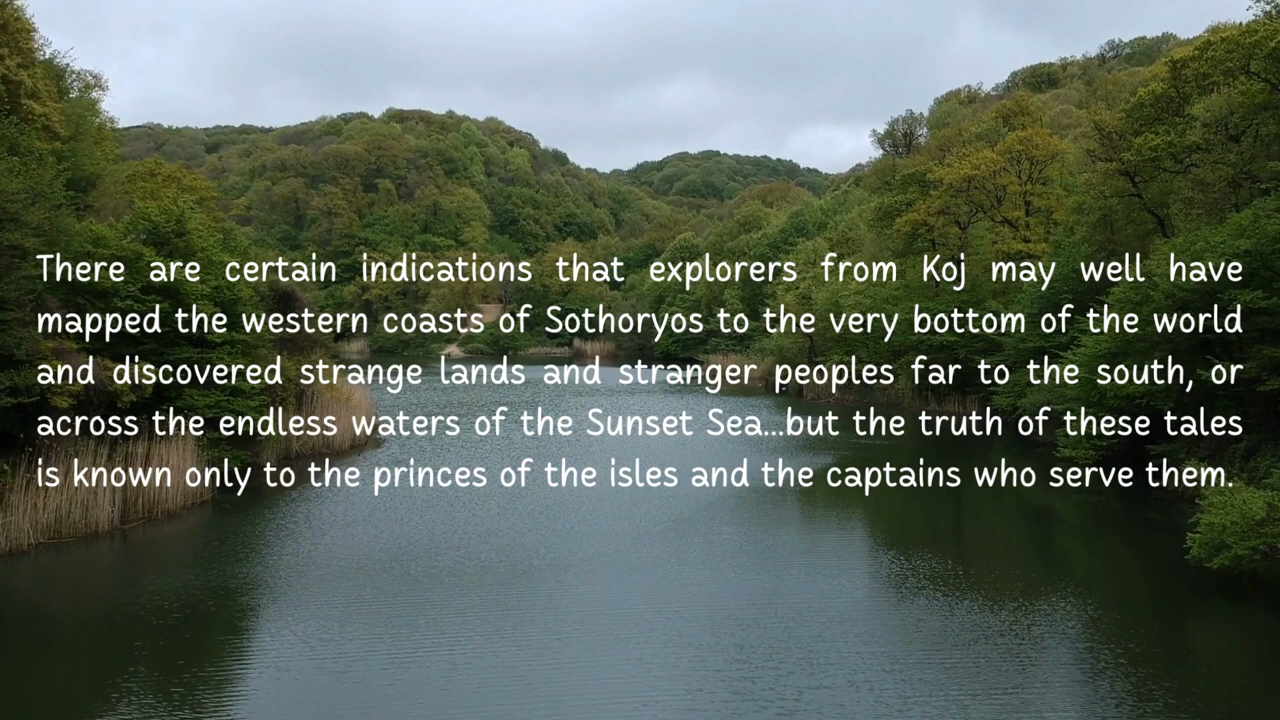 There are certain indications that explorers from Koj may well have
mapped the western coasts of Sothoryos to the very bottom of the world
and discovered strange lands and stranger peoples far to the south, or
across the endless waters of the Sunset Sea...but the truth of these tales
is known only to the princes of the isles and the captains who serve them.